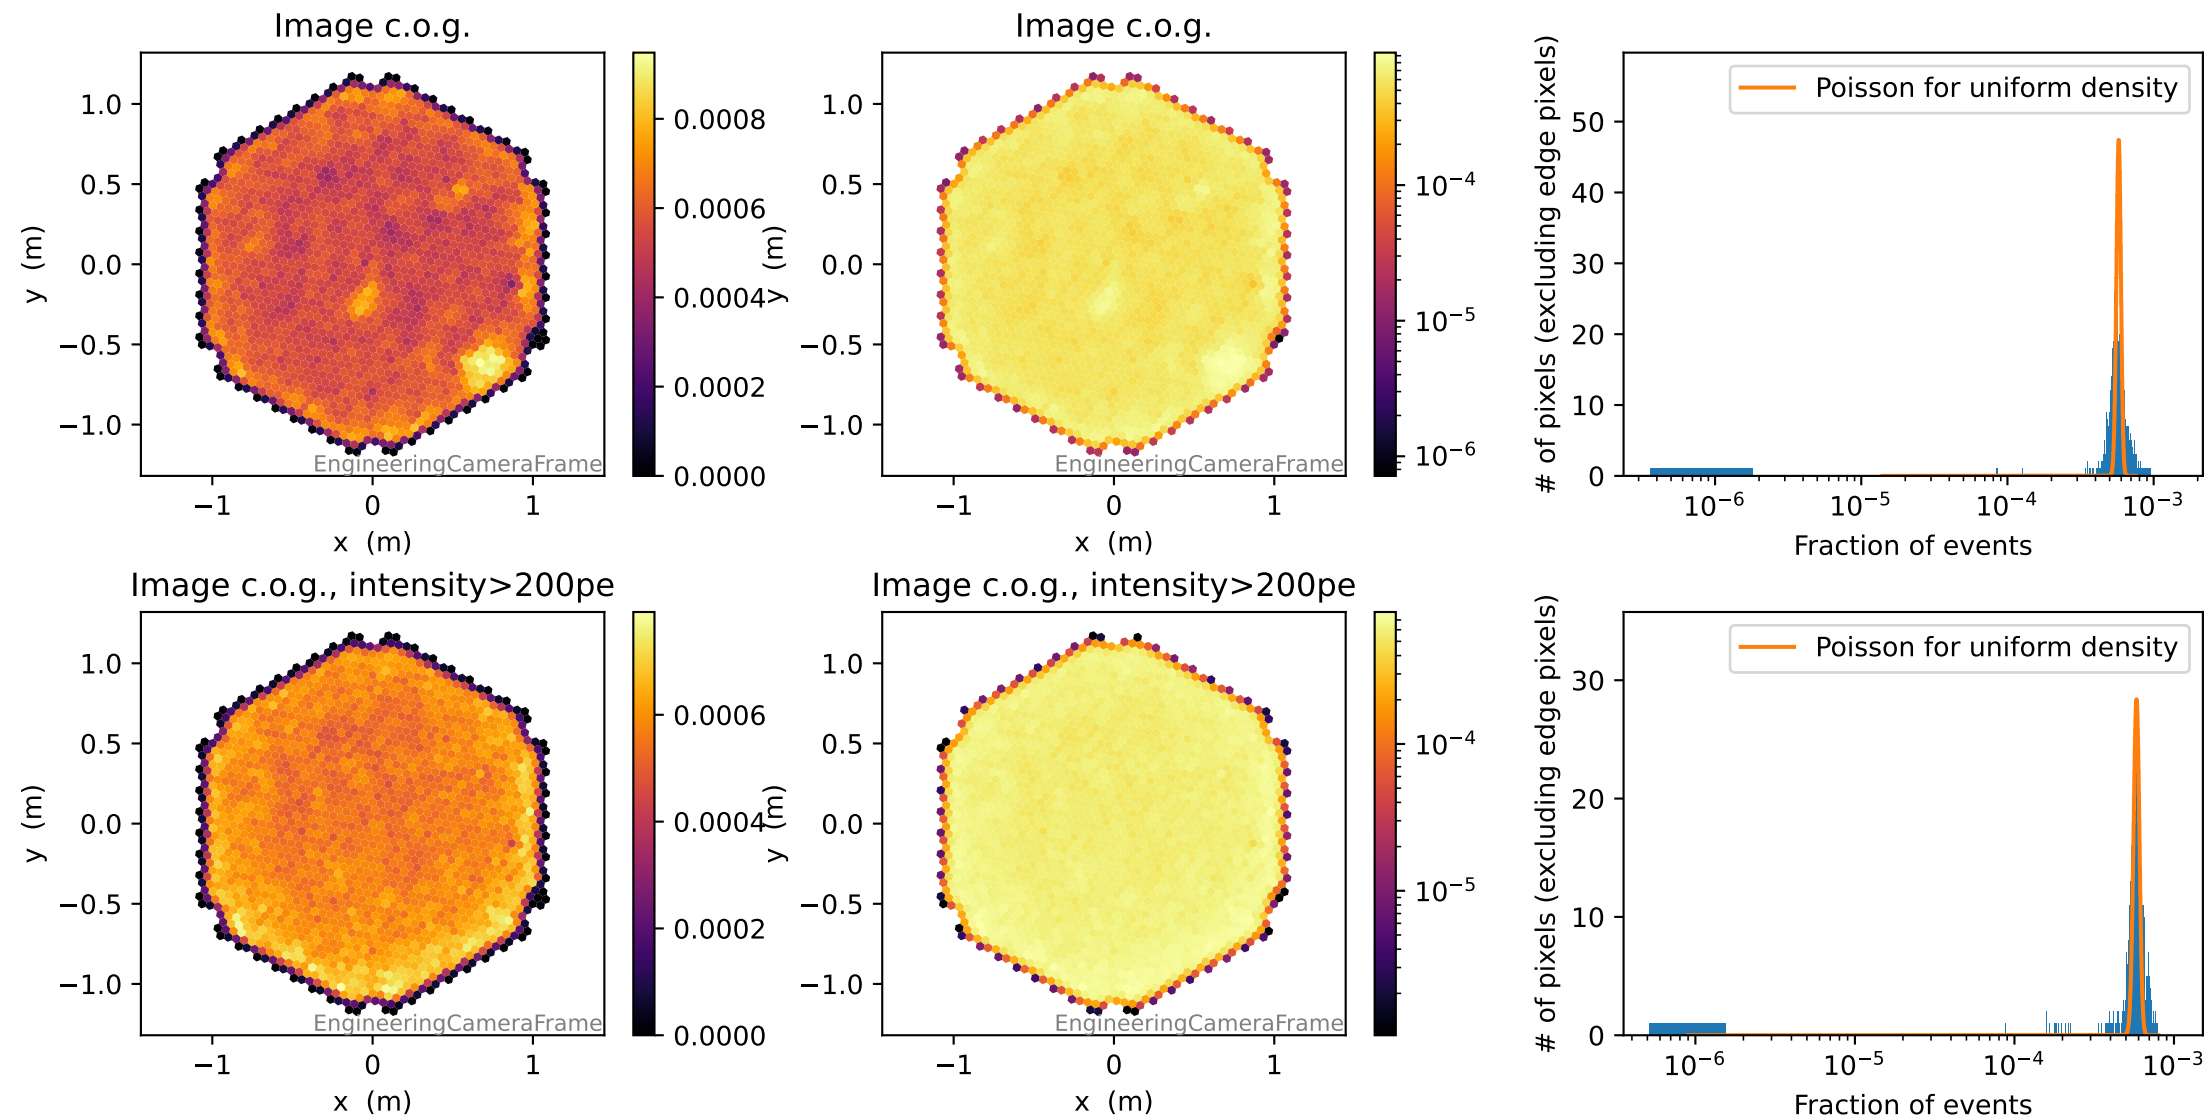 Image c.o.g.
y (m)
1.0
0.5
0.0
−0.5
−1.0
EngineeringCameraFrame
−1 0 1
x (m)
0.0008
0.0006
0.0004
0.0002
0.0000
Image c.o.g.
y (m)
1.0
0.5
0.0
−0.5
−1.0
EngineeringCameraFrame
−1 0 1
x (m)
10⁻⁴
10⁻⁵
10⁻⁶
# of pixels (excluding edge pixels)
Poisson for uniform density
50
40
30
20
10
0
10⁻⁶ 10⁻⁵ 10⁻⁴ 10⁻³
Fraction of events
Image c.o.g., intensity>200pe
y (m)
1.0
0.5
0.0
−0.5
−1.0
EngineeringCameraFrame
−1 0 1
x (m)
0.0006
0.0004
0.0002
0.0000
Image c.o.g., intensity>200pe
y (m)
1.0
0.5
0.0
−0.5
−1.0
EngineeringCameraFrame
−1 0 1
x (m)
10⁻⁴
10⁻⁵
# of pixels (excluding edge pixels)
Poisson for uniform density
30
20
10
0
10⁻⁶ 10⁻⁵ 10⁻⁴ 10⁻³
Fraction of events